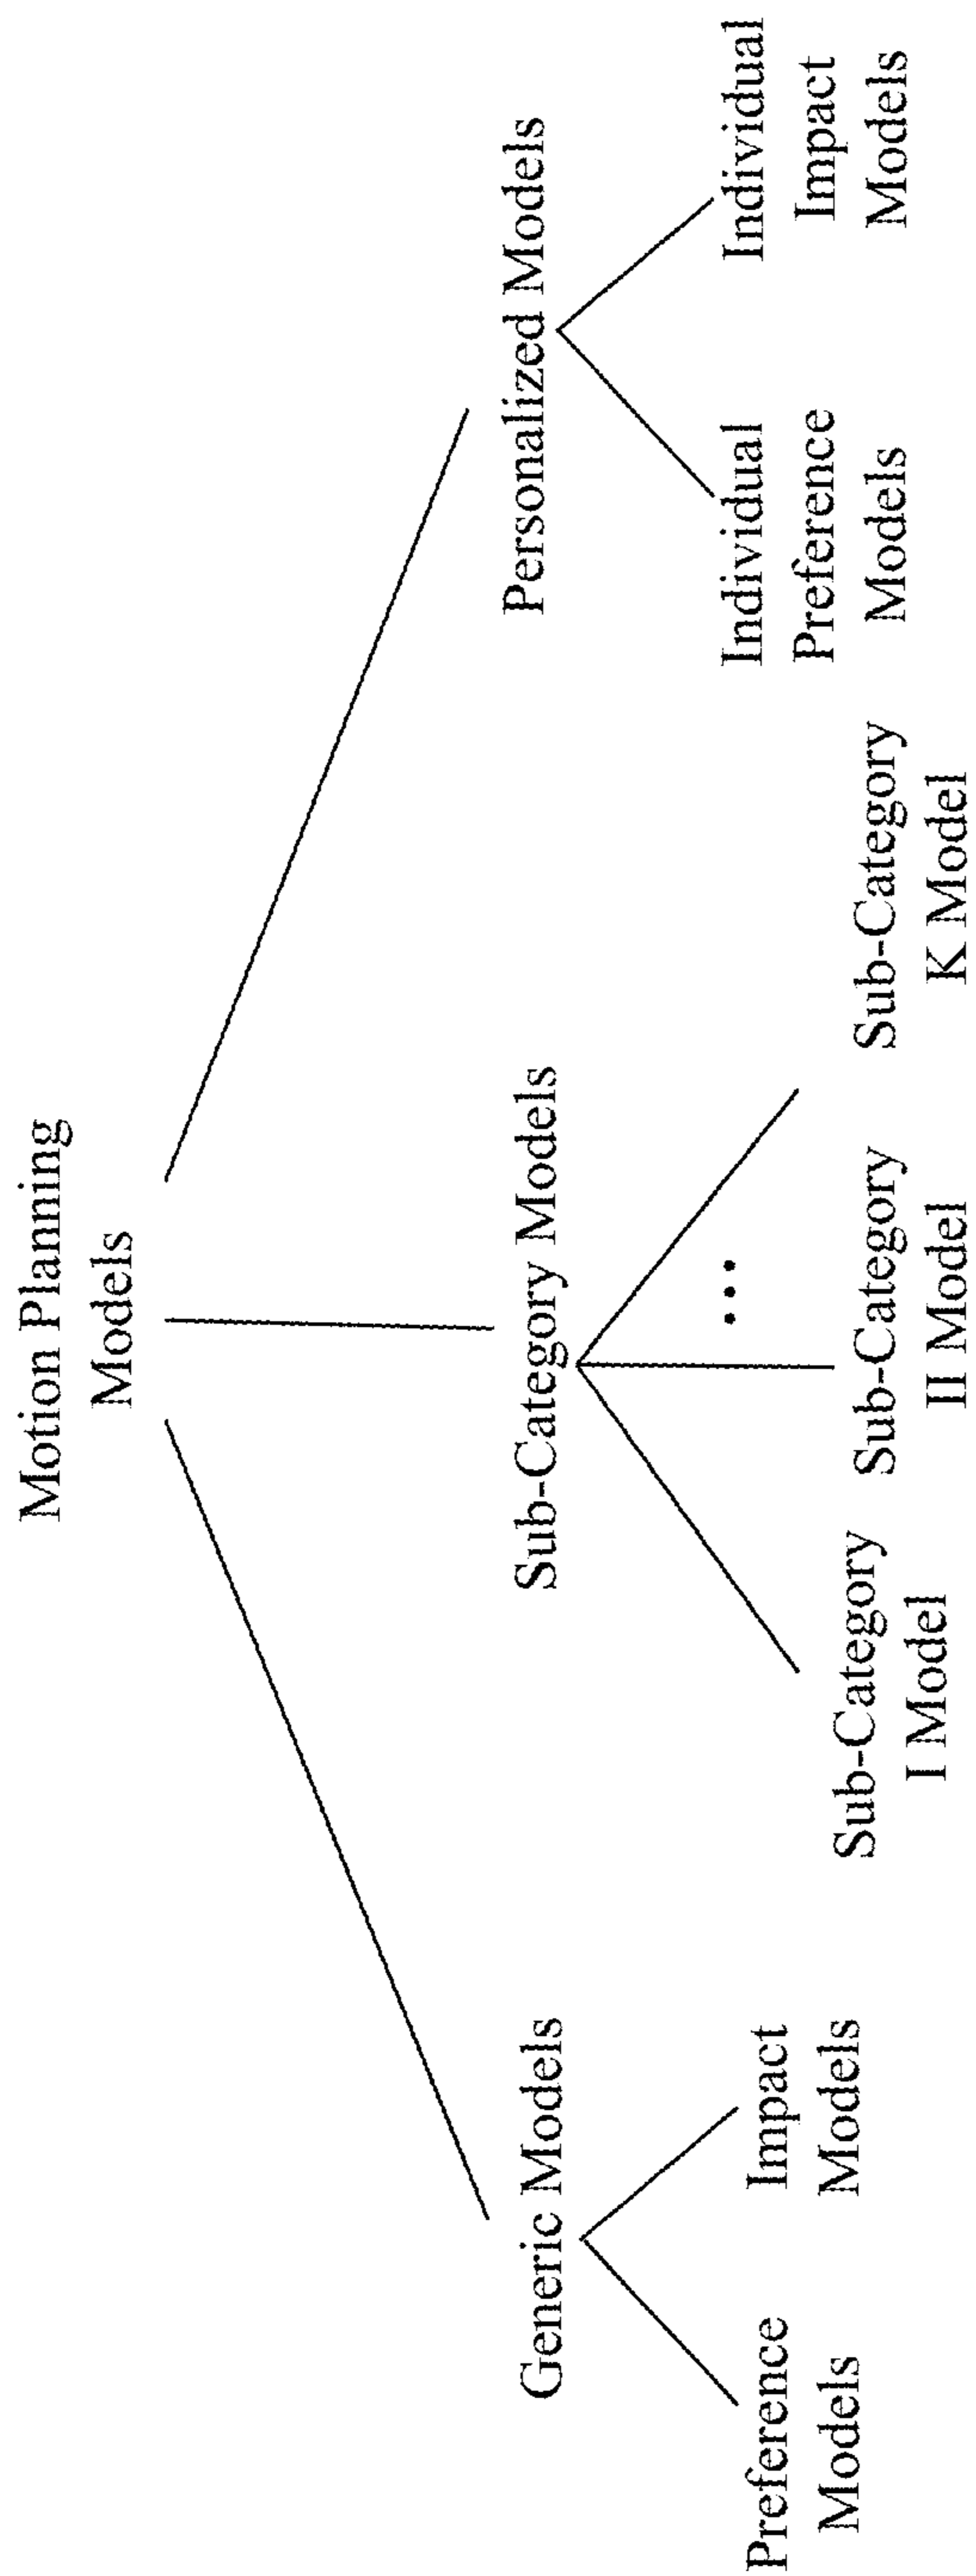 Motion Planning
Models
Generic Models
Sub-Category Models
Personalized Models
Preference
Models
Impact
Models
Sub-Category
I Model
Sub-Category
II Model
...
Sub-Category
K Model
Individual
Preference
Models
Individual
Impact
Models